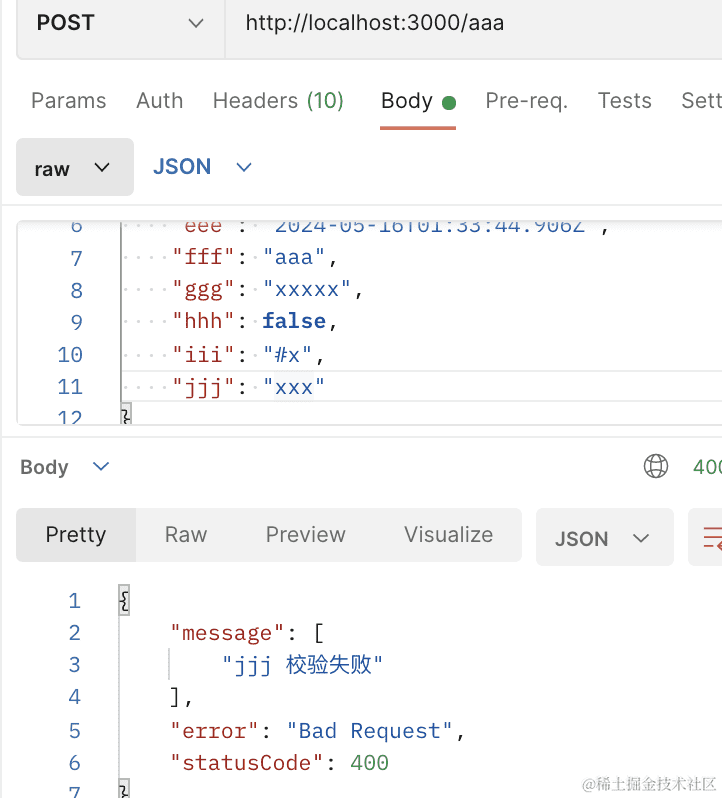 POST http://localhost:3000/aaa
Params Auth Headers (10) Body Pre-req. Tests Sett
raw JSON
6 eee : 2024-05-16T01:33:44.906Z ,
7 "fff": "aaa",
8 "ggg": "xxxxx",
9 "hhh": false,
10 "iii": "#x",
11 "jjj": "xxx"
12 }
Body 400
Pretty Raw Preview Visualize JSON
1 {
2 "message": [
3 "jjj 校验失败"
4 ],
5 "error": "Bad Request",
6 "statusCode": 400
7 }
@稀土掘金技术社区